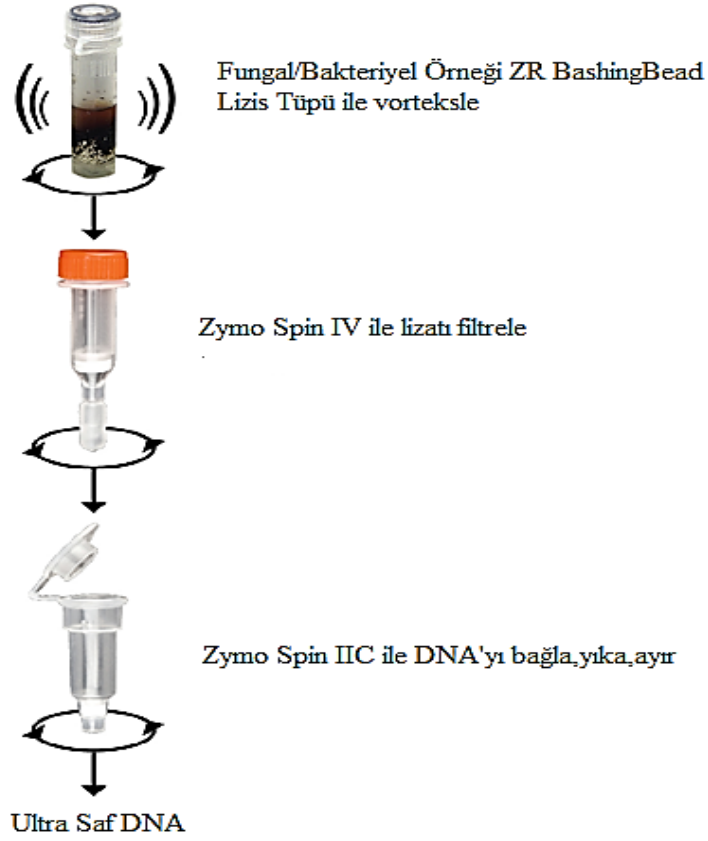 Fungal/Bakteriyel Örneği ZR BashingBead
Lizis Tüpü ile vorteksle
Zymo Spin IV ile lizatı filtrele
Zymo Spin IIC ile DNA'yı bağla,yıka,ayır
Ultra Saf DNA